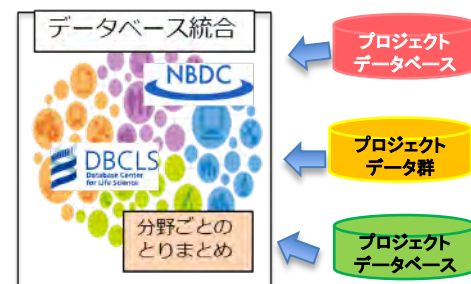 データベース統合
NBDC
DBCLS
Database Center
for Life Science
分野ごとの
とりまとめ
プロジェクト
データベース
プロジェクト
データ群
プロジェクト
データベース